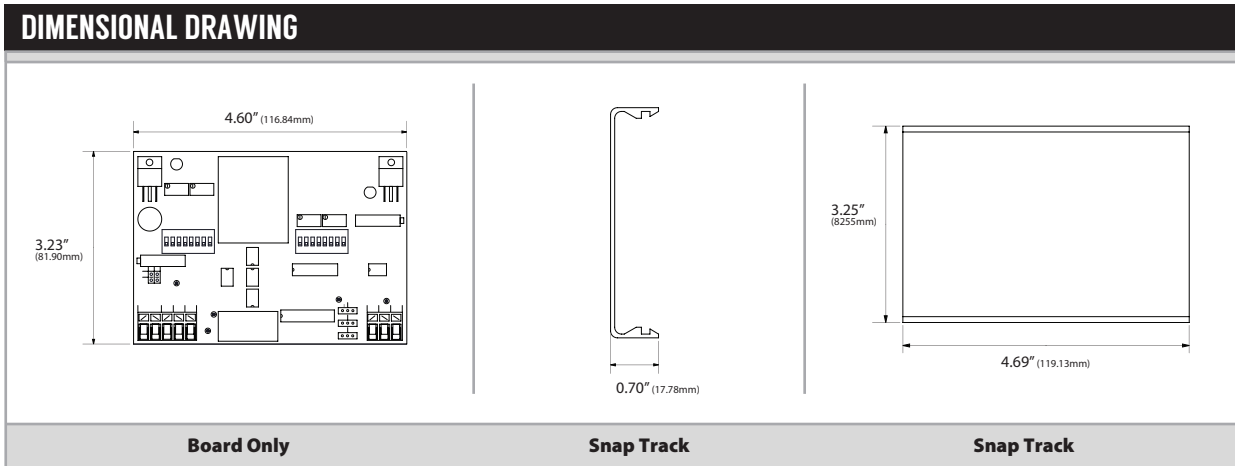 DIMENSIONAL DRAWING
4.60" (116.84mm)
3.23"
(81.90mm)
0.70" (17.78mm)
3.25"
(8255mm)
4.69" (119.13mm)
Board Only
Snap Track
Snap Track